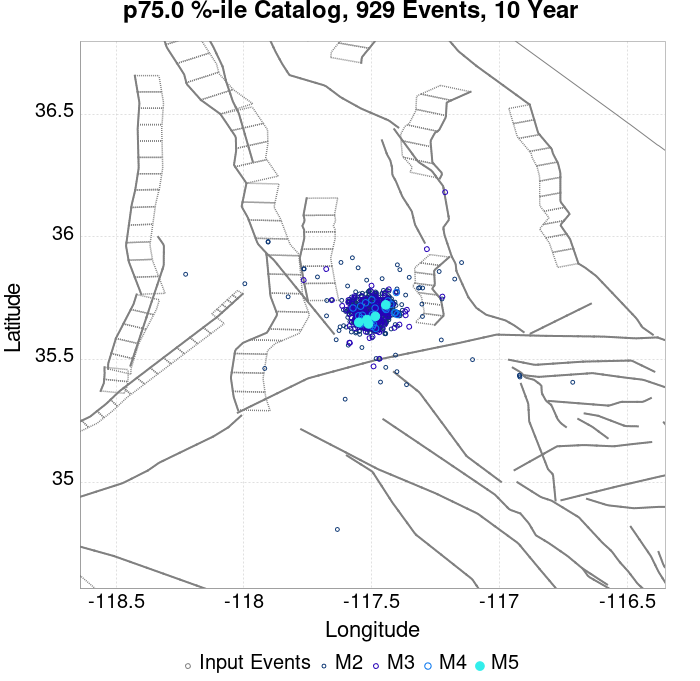 p75.0 %-ile Catalog, 929 Events, 10 Year
36.5
36
35.5
35
Latitude
-118.5 -118 -117.5 -117 -116.5
Longitude
Input Events M2 M3 M4 M5